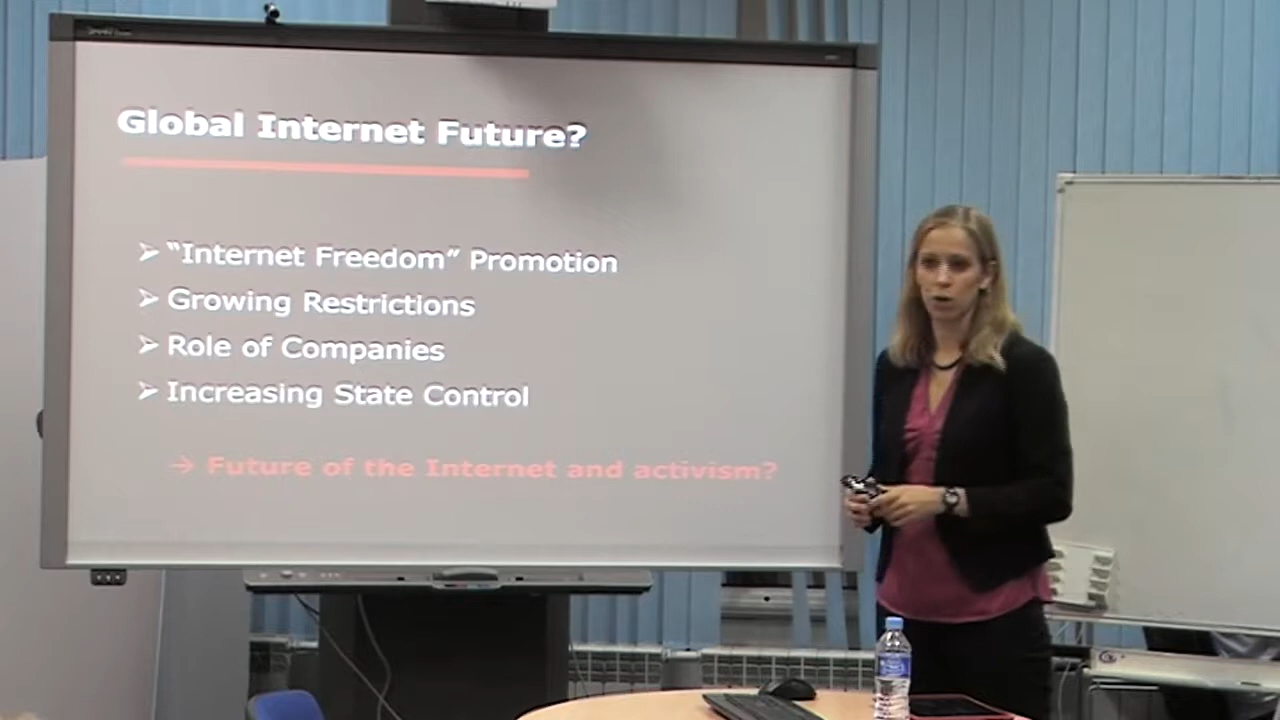 Global Internet Future?
➢ “Internet Freedom” Promotion
➢ Growing Restrictions
➢ Role of Companies
➢ Increasing State Control
→ Future of the Internet and activism?